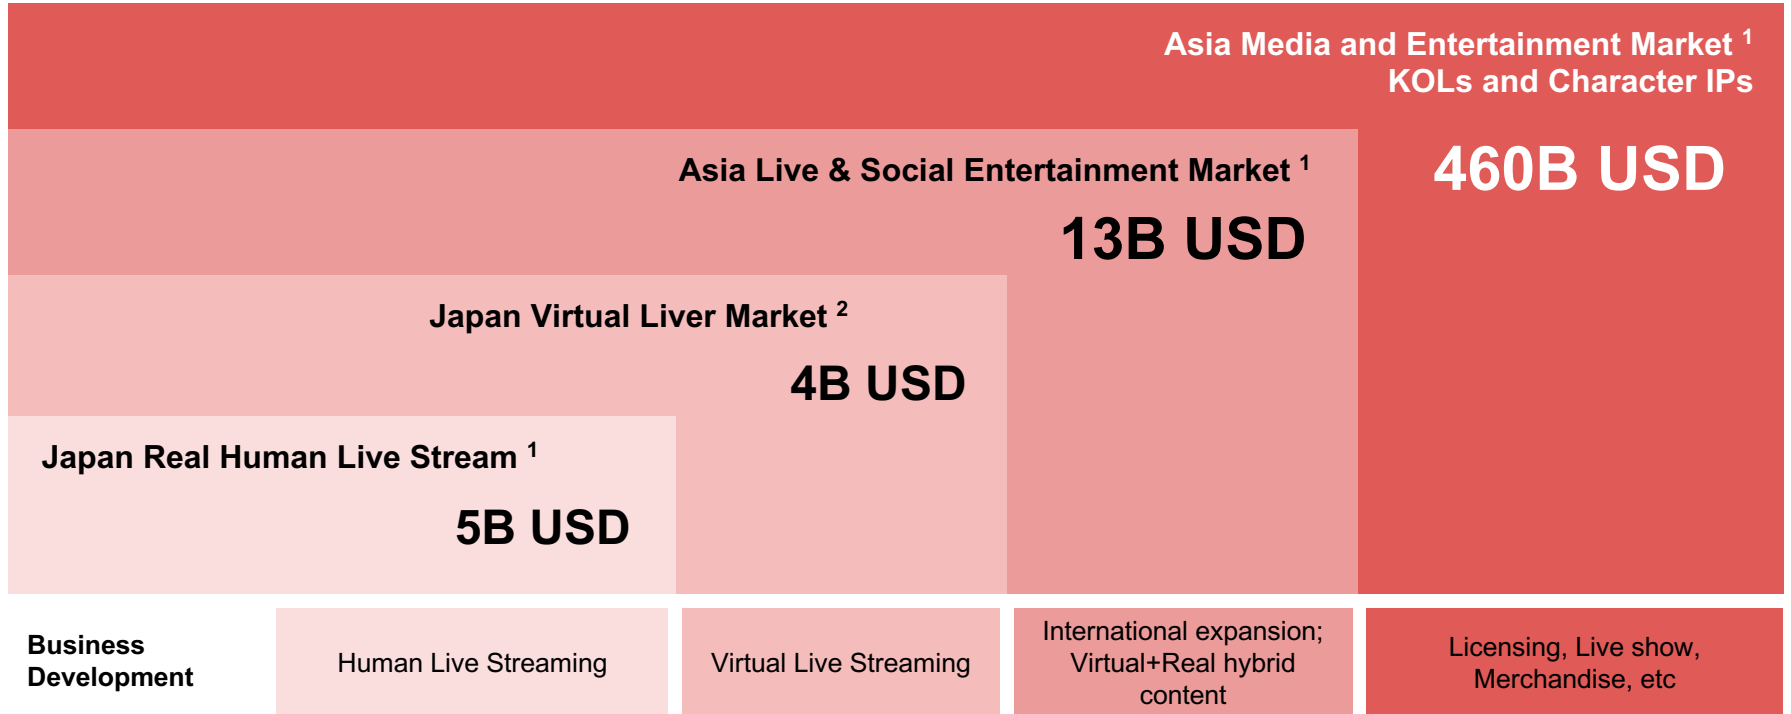 Asia Media and Entertainment Market 1
KOLs and Character IPs
460B USD
Asia Live & Social Entertainment Market 1
13B USD
Japan Virtual Liver Market 2
4B USD
Japan Real Human Live Stream 1
5B USD
Business
Development
Human Live Streaming
Virtual Live Streaming
International expansion;
Virtual+Real hybrid
content
Licensing, Live show,
Merchandise, etc